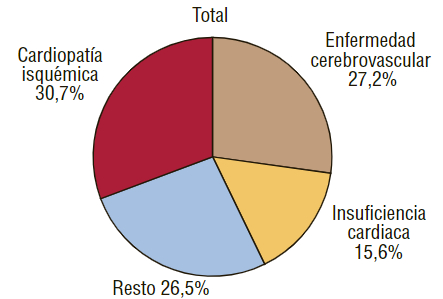 Total
Cardiopatía
isquémica
30,7%
Enfermedad
cerebrovascular
27,2%
Insuficiencia
cardiaca
15,6%
Resto 26,5%